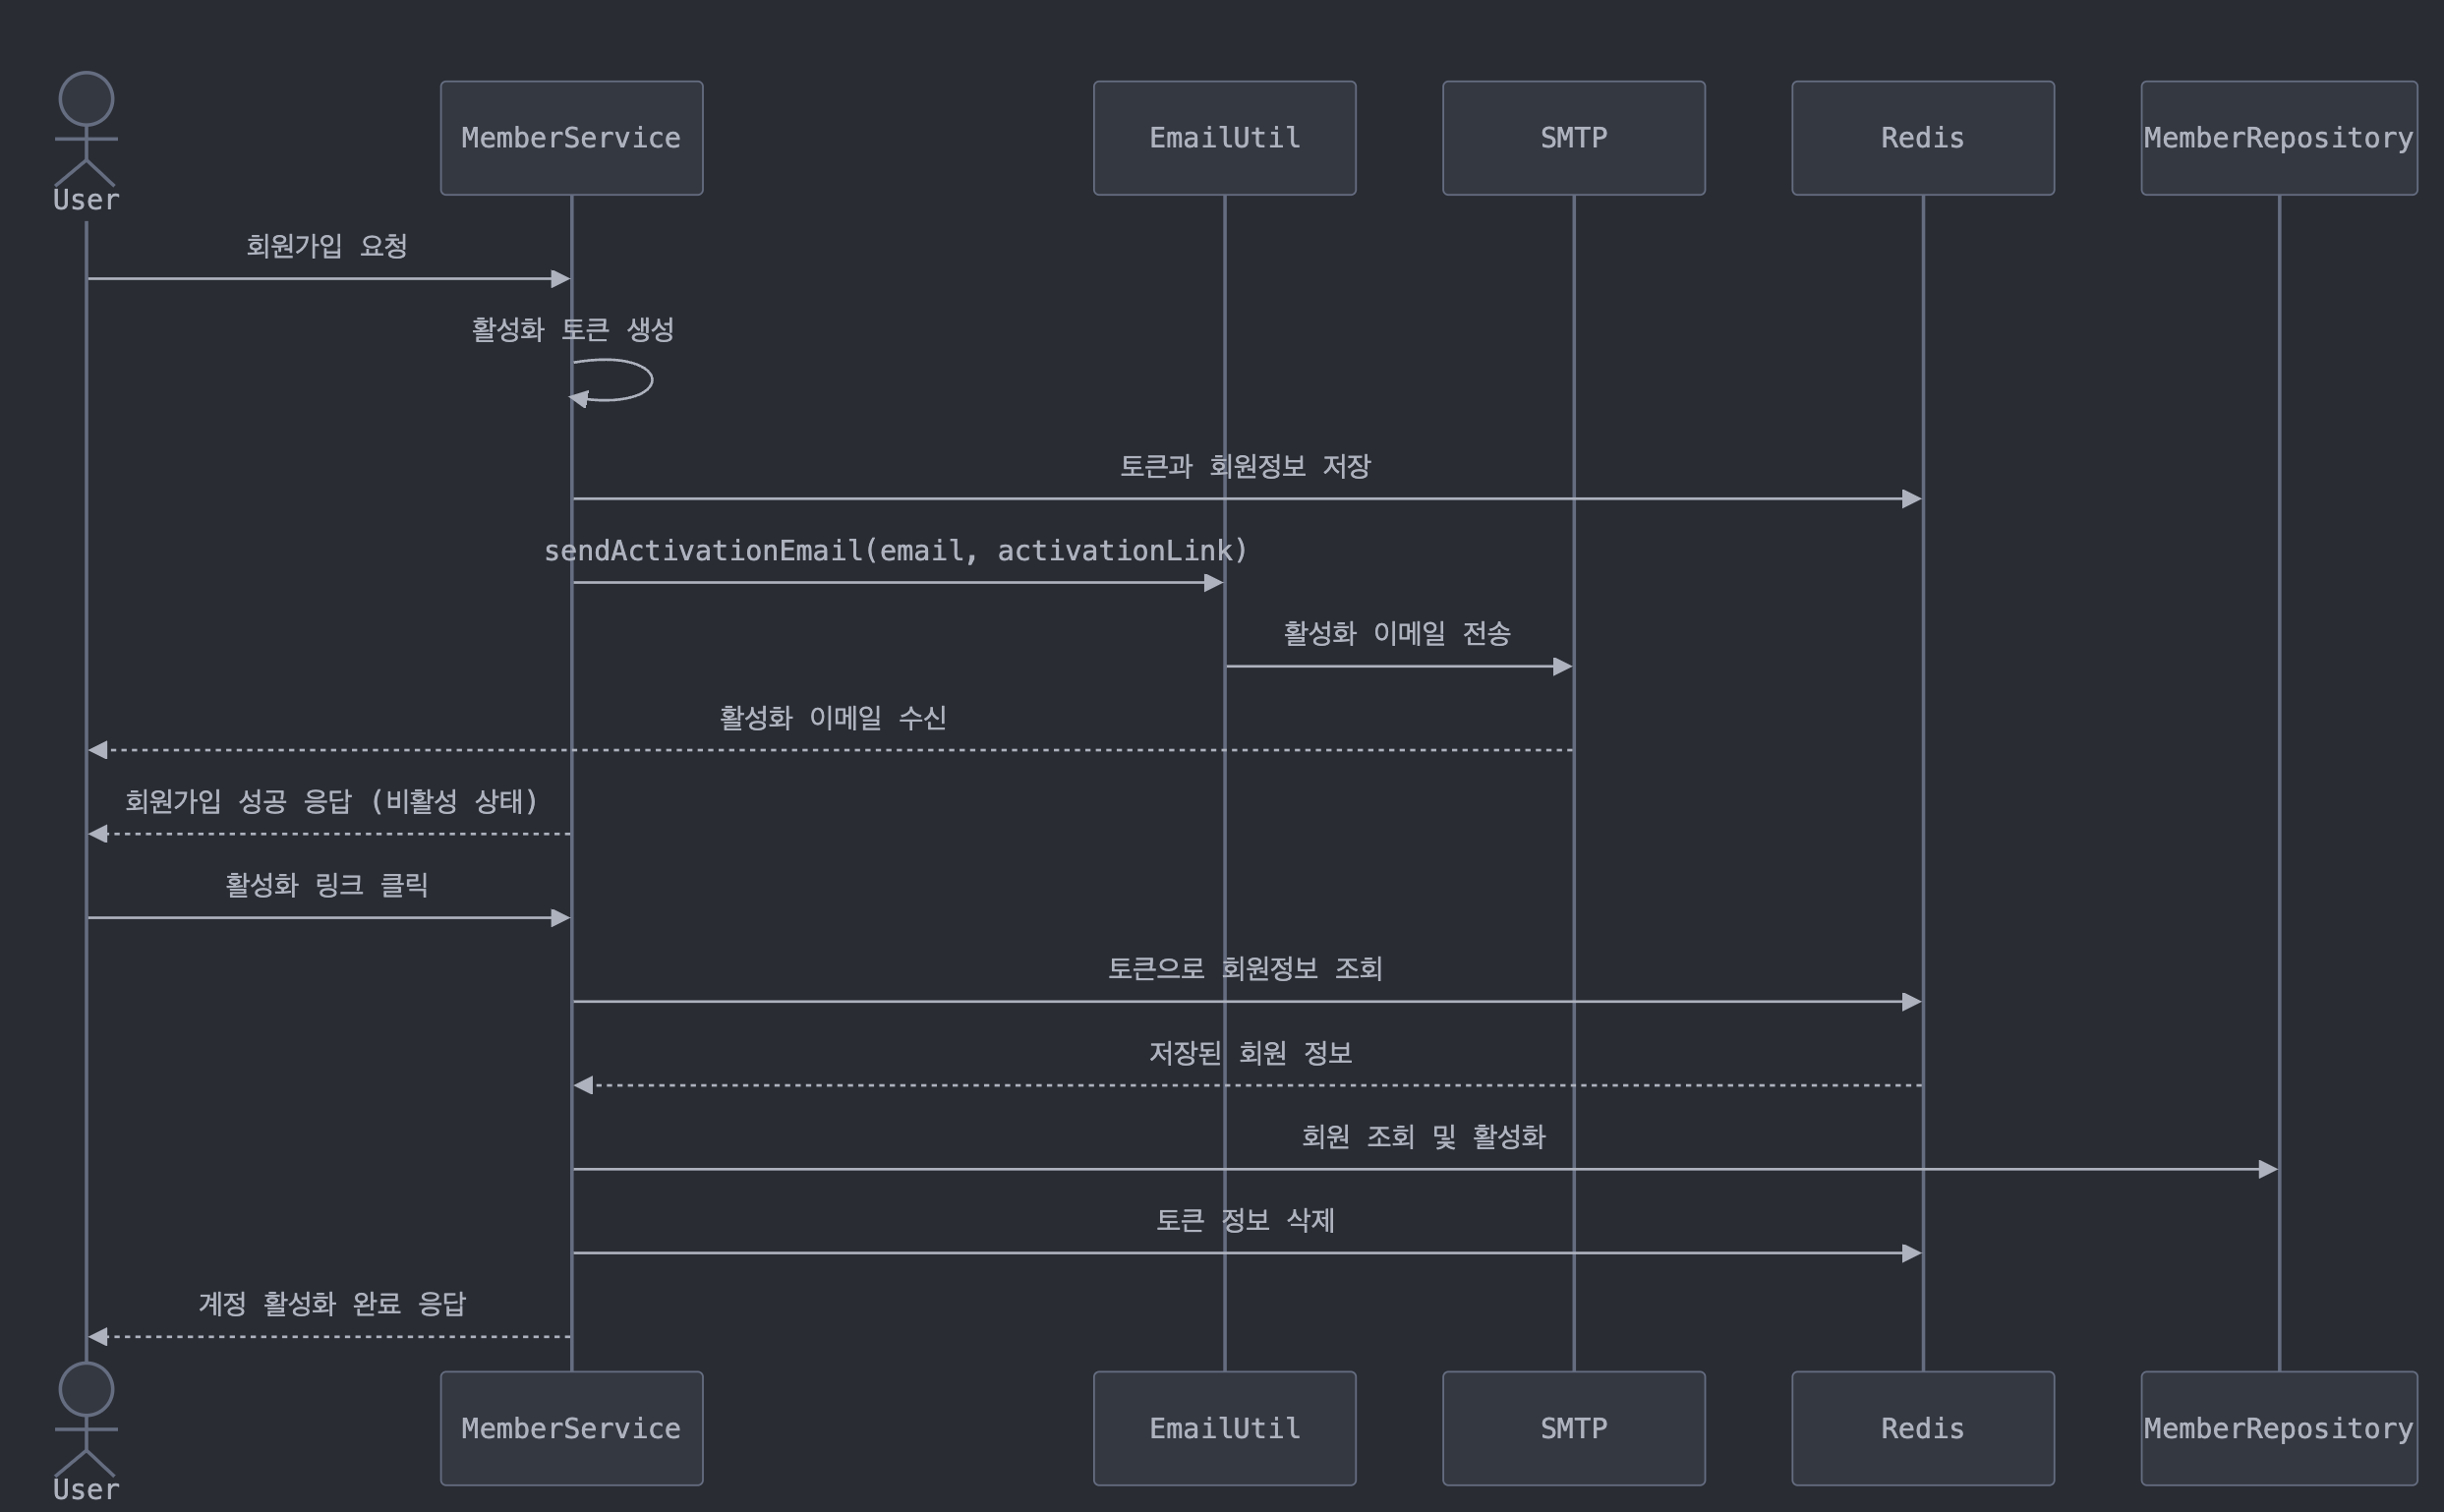 User
MemberService
EmailUtil
SMTP
Redis
MemberRepository
회원가입 요청
활성화 토큰 생성
토큰과 회원정보 저장
sendActivationEmail(email, activationLink)
활성화 이메일 전송
활성화 이메일 수신
회원가입 성공 응답 (비활성 상태)
활성화 링크 클릭
토큰으로 회원정보 조회
저장된 회원 정보
회원 조회 및 활성화
토큰 정보 삭제
계정 활성화 완료 응답
User
MemberService
EmailUtil
SMTP
Redis
MemberRepository